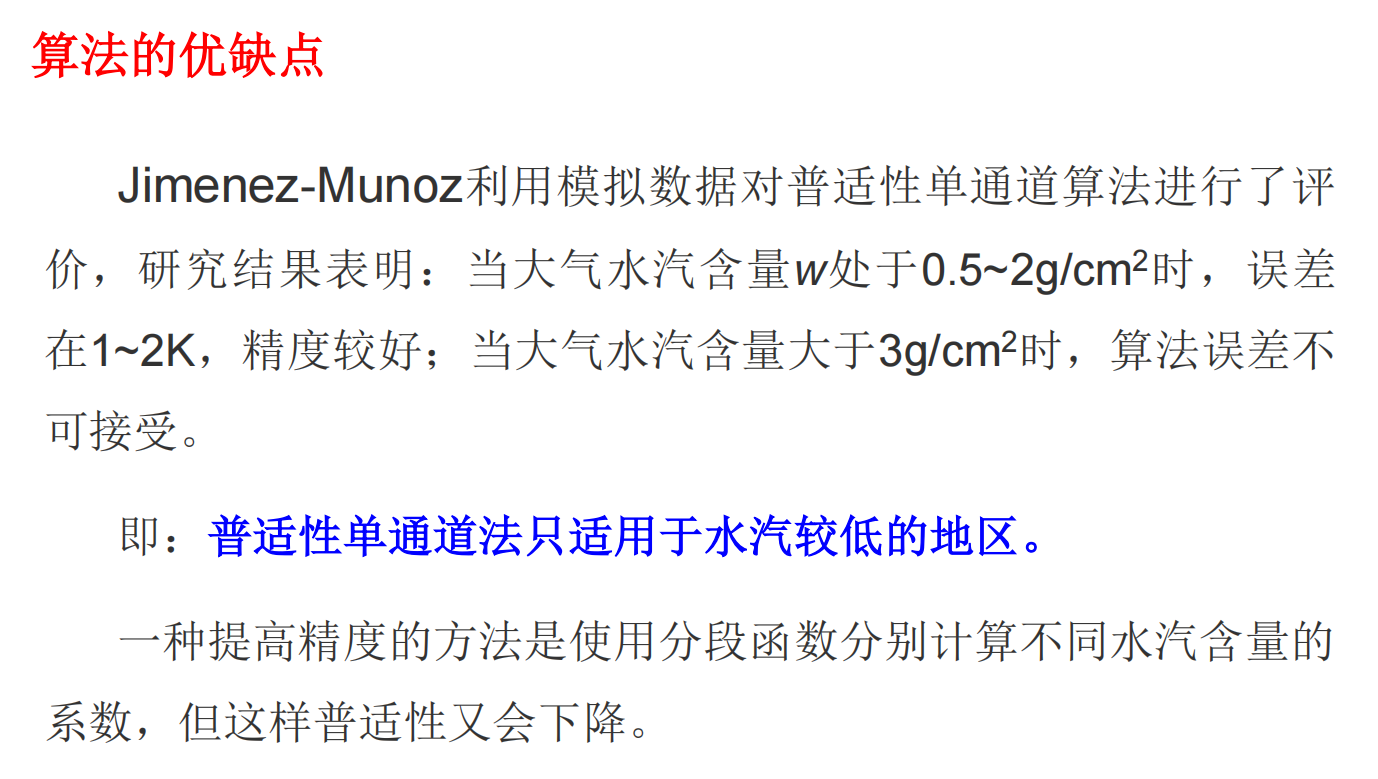 算法的优缺点
Jimenez-Munoz利用模拟数据对普适性单通道算法进行了评
价，研究结果表明：当大气水汽含量w处于0.5~2g/cm²时，误差
在1~2K，精度较好；当大气水汽含量大于3g/cm²时，算法误差不
可接受。
即：普适性单通道法只适用于水汽较低的地区。
一种提高精度的方法是使用分段函数分别计算不同水汽含量的
系数，但这样普适性又会下降。